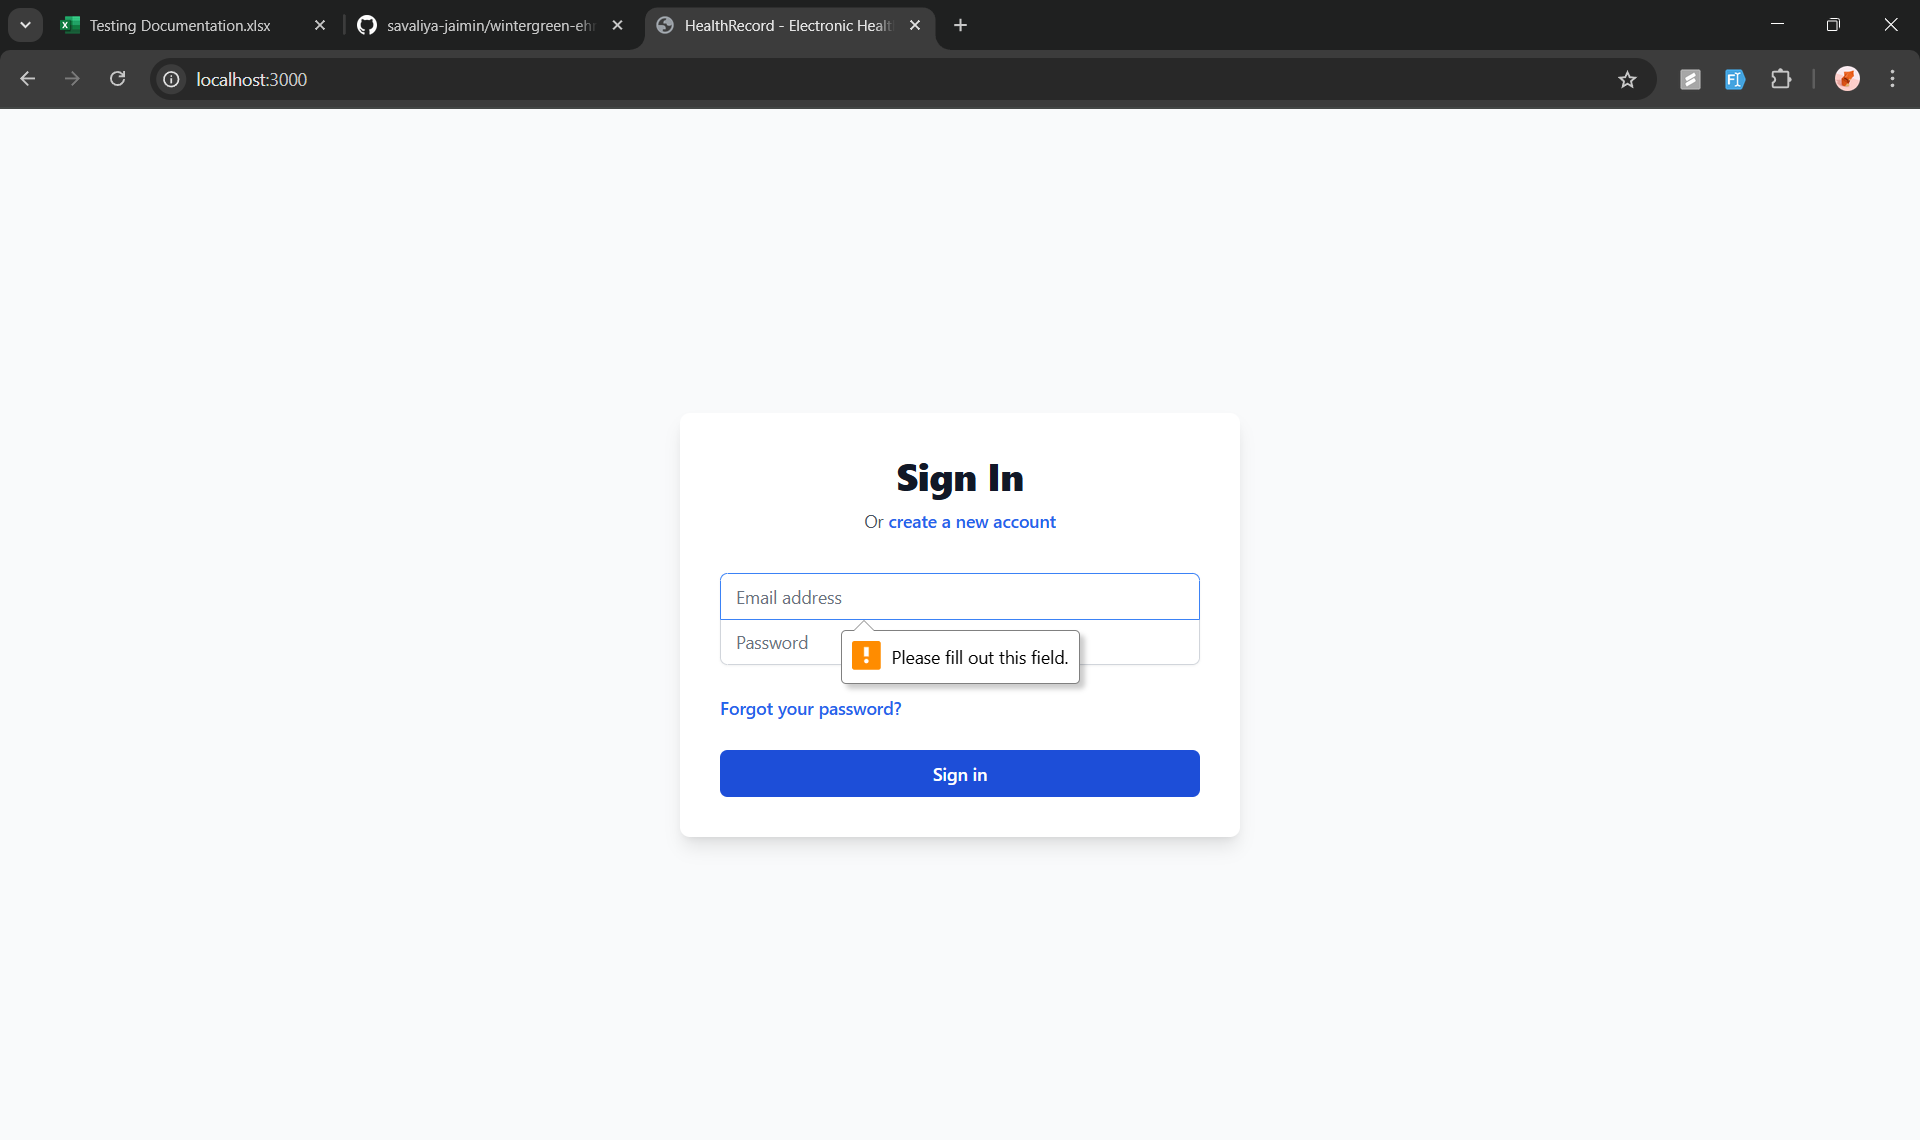 Testing Documentation.xlsx
savaliya-jaimin/wintergreen-ehr
HealthRecord - Electronic Healt
localhost:3000
Sign In
Or create a new account
Email address
Password
Please fill out this field.
Forgot your password?
Sign in